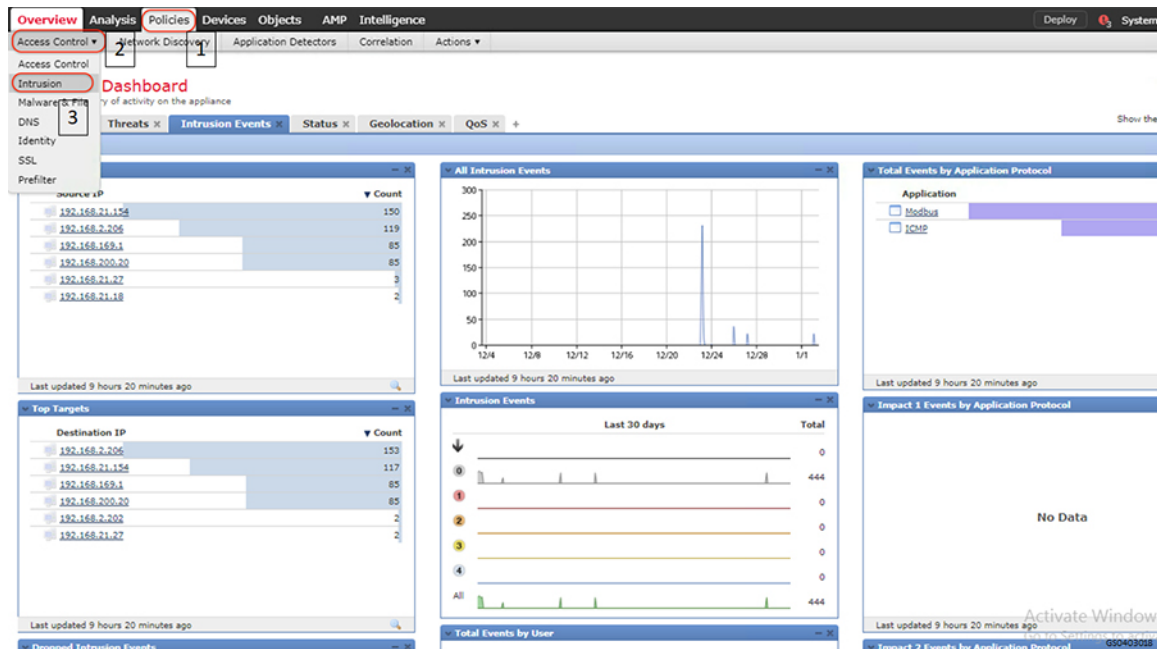 Overview Analysis Policies Devices Objects AMP Intelligence Deploy 3 System
Access Control ▾ 2 Network Discovery 1 Application Detectors Correlation Actions ▾
Access Control
Intrusion
Malware & File
DNS
Identity
SSL
Prefilter
3
Dashboard
of activity on the appliance
Threats × Intrusion Events × Status × Geolocation × QoS × +
Show the
Source IP Count
192.168.21.154 150
192.168.2.206 119
192.168.169.1 85
192.168.200.20 85
192.168.21.27 3
192.168.21.18 2
Last updated 9 hours 20 minutes ago
All Intrusion Events
300
250
200
150
100
50
0
12/4 12/8 12/12 12/16 12/20 12/24 12/28 1/1
Last updated 9 hours 20 minutes ago
Total Events by Application Protocol
Application
Modbus
ICMP
Last updated 9 hours 20 minutes ago
Top Targets
Destination IP Count
192.168.2.206 153
192.168.21.154 117
192.168.169.1 85
192.168.200.20 85
192.168.2.202 2
192.168.21.27 2
Last updated 9 hours 20 minutes ago
Intrusion Events
Last 30 days Total
0
0 444
1 0
2 0
3 0
4 0
All 444
Impact 1 Events by Application Protocol
No Data
Last updated 9 hours 20 minutes ago
Activate Window
Go to Settings to activ
GS0403018
Dropped Intrusion Events
Total Events by User
Impact 2 Events by Application Protocol